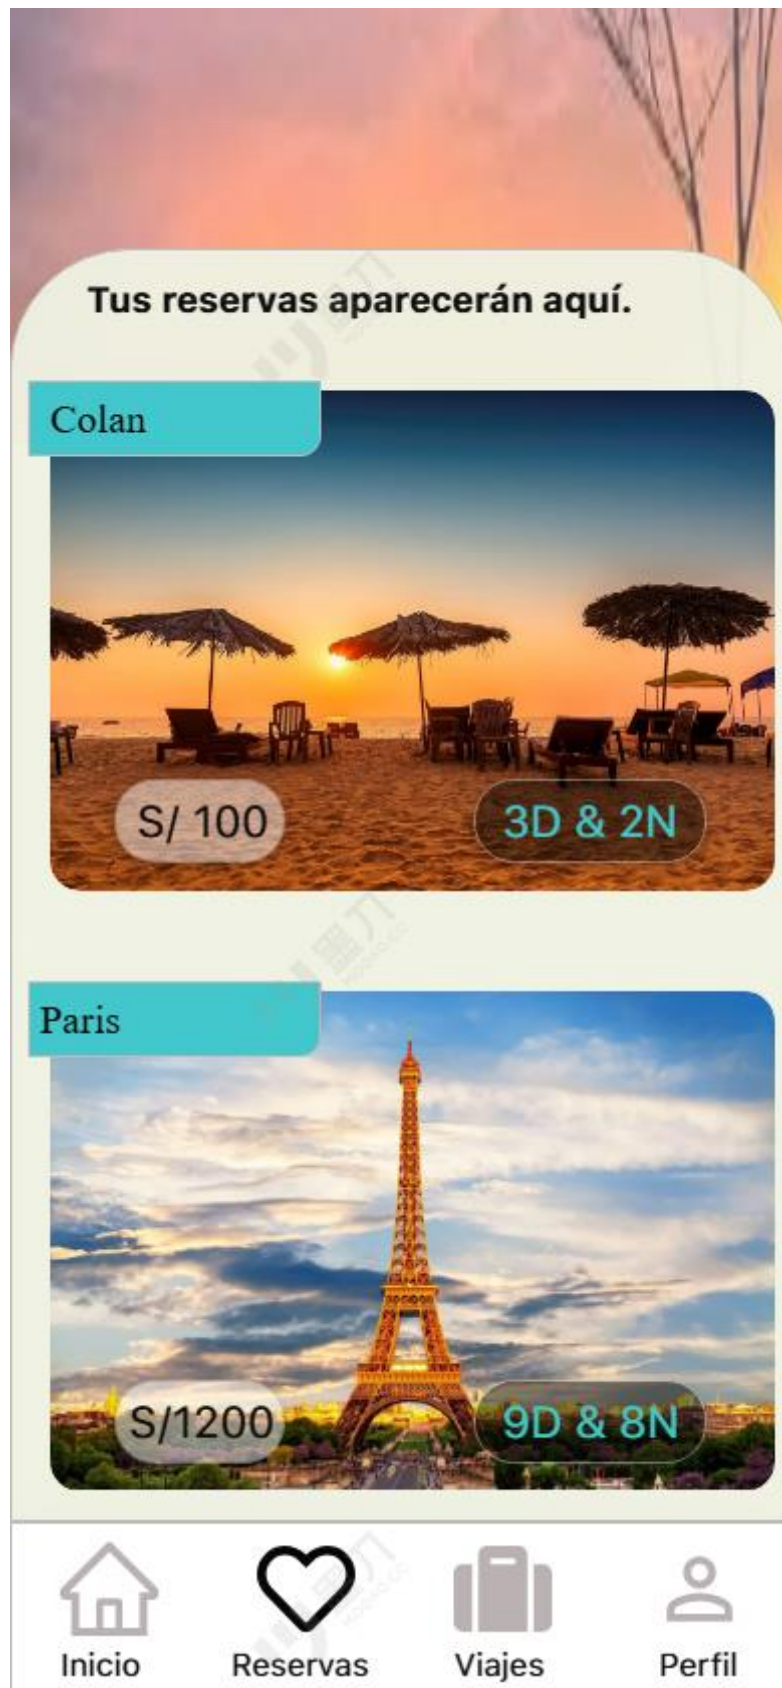 Tus reservas aparecerán aquí.
Colan
S/ 100
3D & 2N
Paris
S/1200
9D & 8N
Inicio
Reservas
Viajes
Perfil